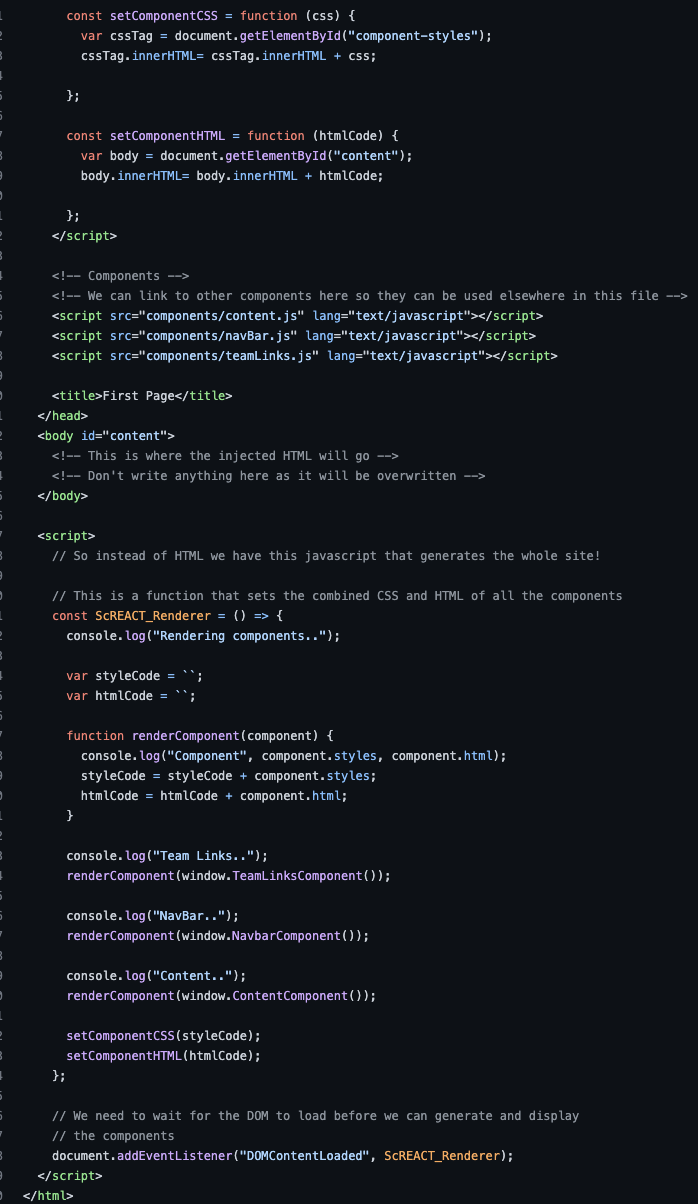 const setComponentCSS = function (css) {
var cssTag = document.getElementById("component-styles");
cssTag.innerHTML= cssTag.innerHTML + css;
};
const setComponentHTML = function (htmlCode) {
var body = document.getElementById("content");
body.innerHTML= body.innerHTML + htmlCode;
};
</script>
<!-- Components -->
<!-- We can link to other components here so they can be used elsewhere in this file -->
<script src="components/content.js" lang="text/javascript"></script>
<script src="components/navBar.js" lang="text/javascript"></script>
<script src="components/teamLinks.js" lang="text/javascript"></script>
<title>First Page</title>
</head>
<body id="content">
<!-- This is where the injected HTML will go -->
<!-- Don't write anything here as it will be overwritten -->
</body>
<script>
// So instead of HTML we have this javascript that generates the whole site!
// This is a function that sets the combined CSS and HTML of all the components
const ScREACT_Renderer = () => {
console.log("Rendering components..");
var styleCode = ``;
var htmlCode = ``;
function renderComponent(component) {
console.log("Component", component.styles, component.html);
styleCode = styleCode + component.styles;
htmlCode = htmlCode + component.html;
}
console.log("Team Links..");
renderComponent(window.TeamLinksComponent());
console.log("NavBar..");
renderComponent(window.NavbarComponent());
console.log("Content..");
renderComponent(window.ContentComponent());
setComponentCSS(styleCode);
setComponentHTML(htmlCode);
};
// We need to wait for the DOM to load before we can generate and display
// the components
document.addEventListener("DOMContentLoaded", ScREACT_Renderer);
</script>
</html>